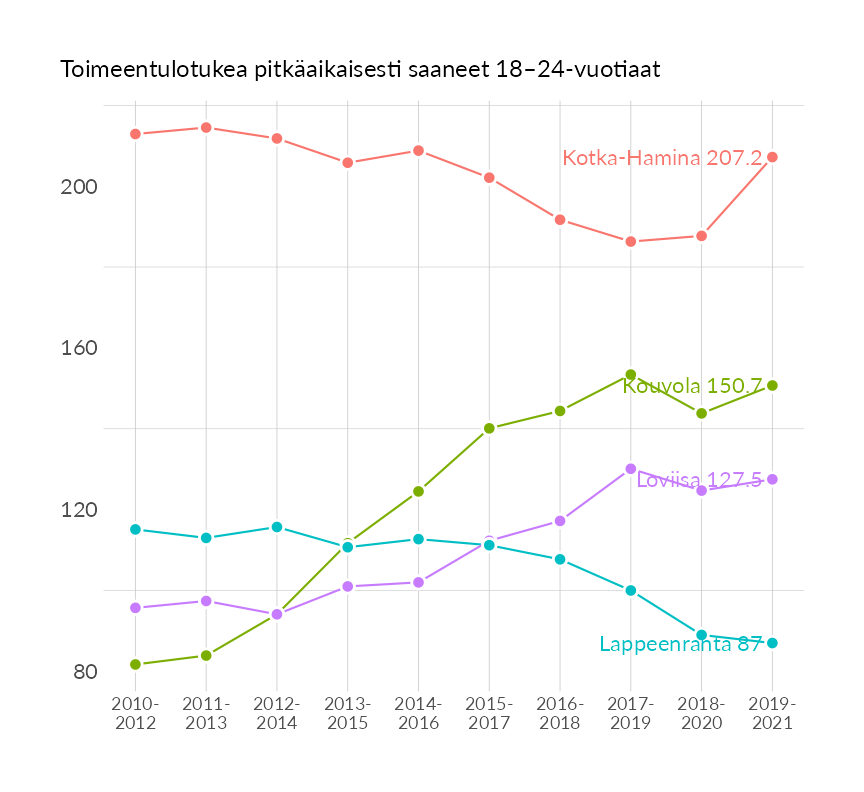 Toimeentulotukea pitkäaikaisesti saaneet 18–24-vuotiaat
Kotka-Hamina 207.2
200
160
Kouvola 150.7
Loviisa 127.5
120
Lappeenranta 87
80
2010- 2011- 2012- 2013- 2014- 2015- 2016- 2017- 2018- 2019-
2012 2013 2014 2015 2016 2017 2018 2019 2020 2021